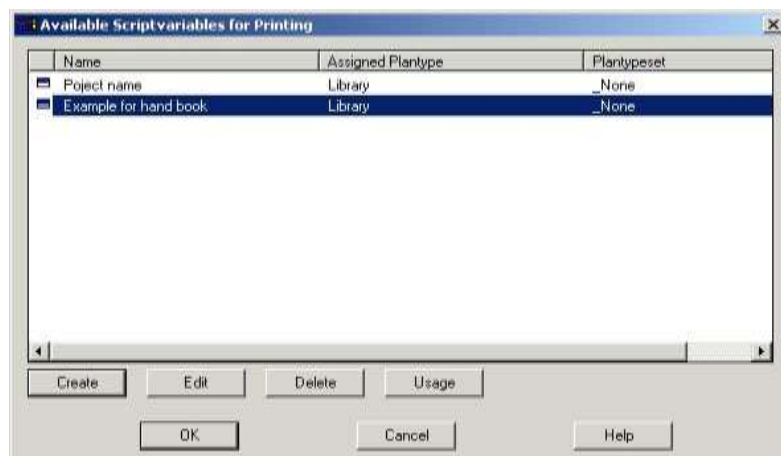 Available Scriptvariables for Printing
Name Assigned Plantype Plantypeset
Poject name Library _None
Example for hand book Library _None
Create Edit Delete Usage
OK Cancel Help